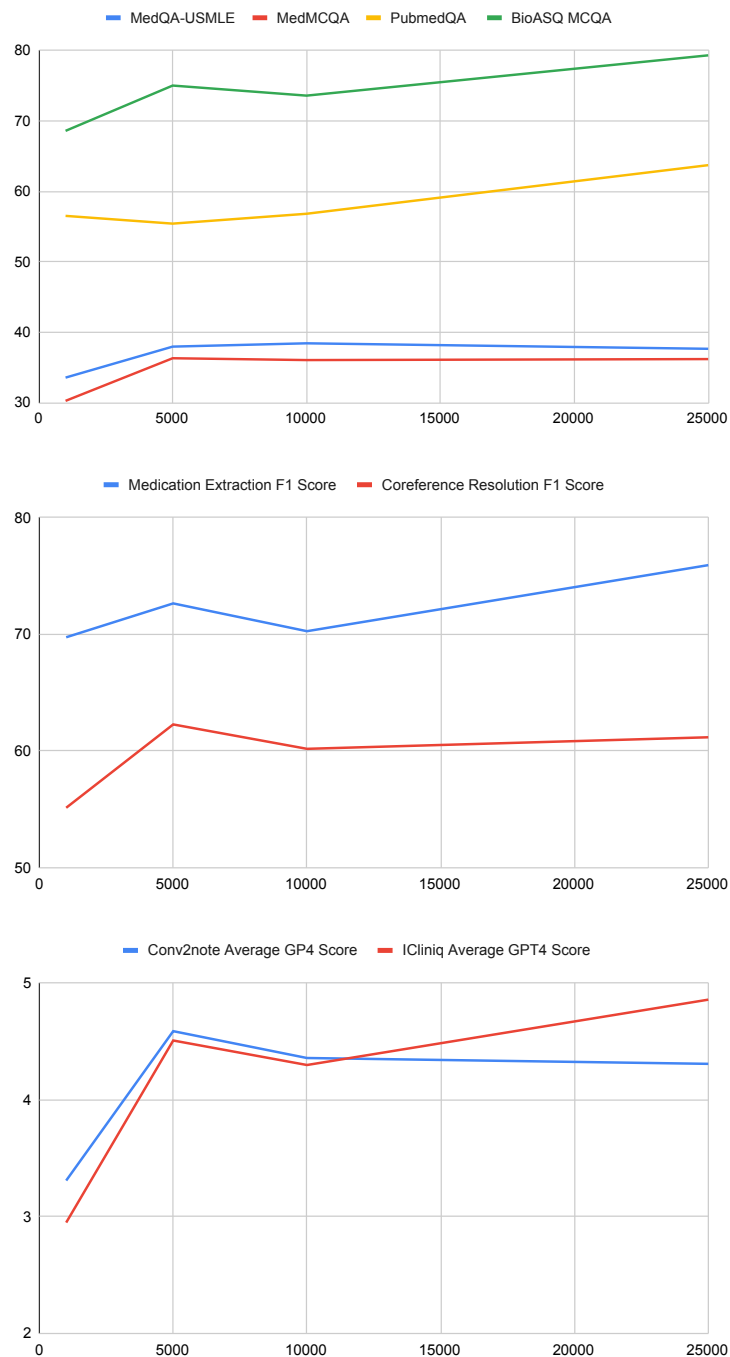 MedQA-USMLE MedMCQA PubmedQA BioASQ MCQA
80
70
60
50
40
30
0 5000 10000 15000 20000 25000
Medication Extraction F1 Score Coreference Resolution F1 Score
80
70
60
50
0 5000 10000 15000 20000 25000
Conv2note Average GP4 Score ICliniq Average GPT4 Score
5
4
3
2
0 5000 10000 15000 20000 25000